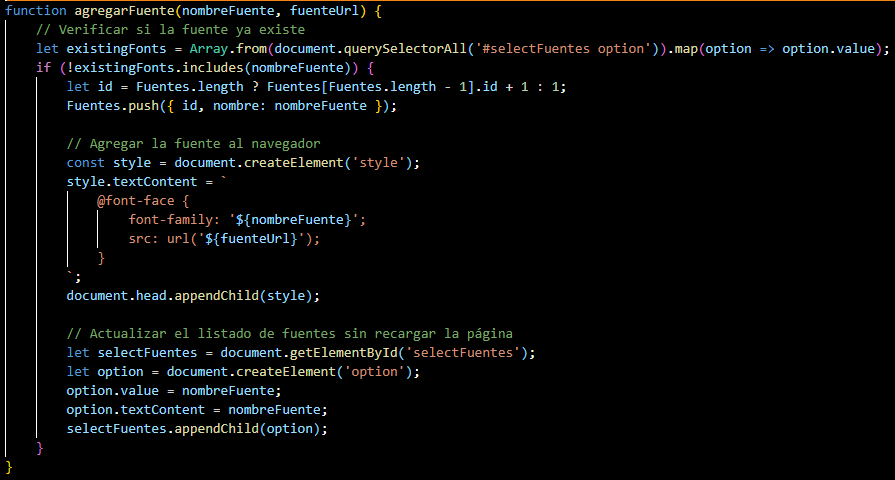 function agregarFuente(nombreFuente, fuenteUrl) {
// Verificar si la fuente ya existe
let existingFonts = Array.from(document.querySelectorAll('#selectFuentes option')).map(option => option.value);
if (!existingFonts.includes(nombreFuente)) {
let id = Fuentes.length ? Fuentes[Fuentes.length - 1].id + 1 : 1;
Fuentes.push({ id, nombre: nombreFuente });
// Agregar la fuente al navegador
const style = document.createElement('style');
style.textContent = `
@font-face {
font-family: '${nombreFuente}';
src: url('${fuenteUrl}');
}
`;
document.head.appendChild(style);
// Actualizar el listado de fuentes sin recargar la página
let selectFuentes = document.getElementById('selectFuentes');
let option = document.createElement('option');
option.value = nombreFuente;
option.textContent = nombreFuente;
selectFuentes.appendChild(option);
}
}